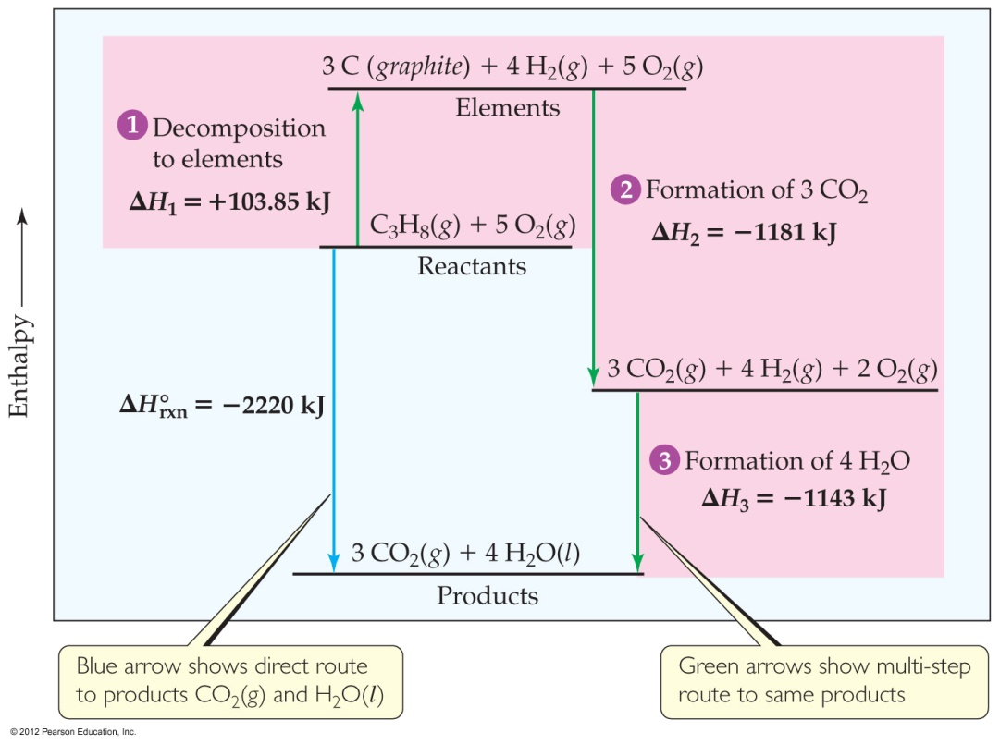 3 C (graphite) + 4 H₂(g) + 5 O₂(g)
Elements
1 Decomposition
to elements
ΔH₁ = +103.85 kJ
2 Formation of 3 CO₂
ΔH₂ = −1181 kJ
C₃H₈(g) + 5 O₂(g)
Reactants
Enthalpy
3 CO₂(g) + 4 H₂(g) + 2 O₂(g)
ΔH°rxn = −2220 kJ
3 Formation of 4 H₂O
ΔH₃ = −1143 kJ
3 CO₂(g) + 4 H₂O(l)
Products
Blue arrow shows direct route
to products CO₂(g) and H₂O(l)
Green arrows show multi-step
route to same products
© 2012 Pearson Education, Inc.